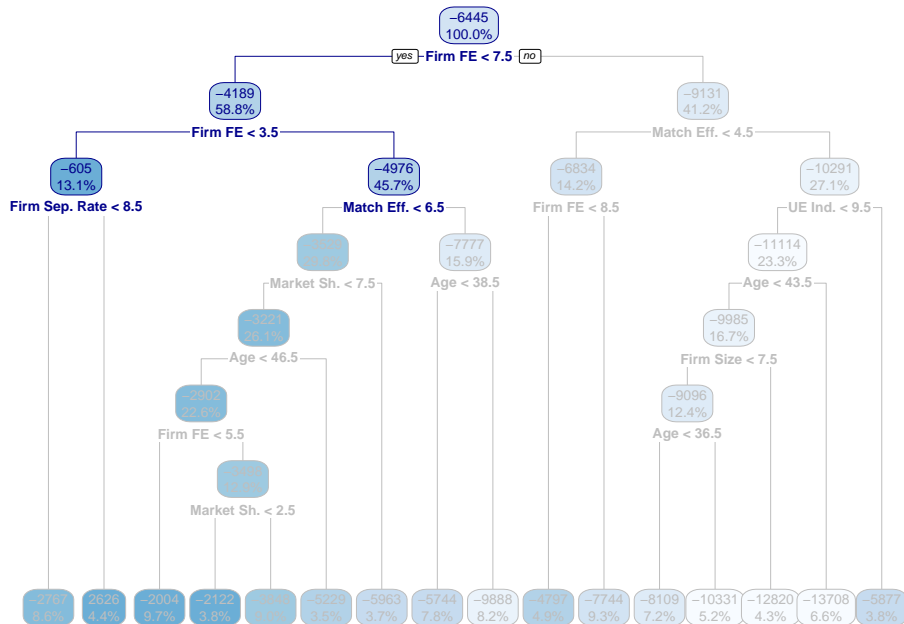 −6445
100.0%
yes Firm FE < 7.5 no
−4189
58.8%
−9131
41.2%
Firm FE < 3.5
Match Eff. < 4.5
−605
13.1%
−4976
45.7%
−6834
14.2%
−10291
27.1%
Firm Sep. Rate < 8.5
Match Eff. < 6.5
Firm FE < 8.5
UE Ind. < 9.5
−7777
15.9%
−11114
23.3%
Market Sh. < 7.5
Age < 38.5
Age < 43.5
−3221
26.1%
−9985
16.7%
Age < 46.5
Firm Size < 7.5
−2902
22.6%
−9096
12.4%
Firm FE < 5.5
Age < 36.5
Market Sh. < 2.5
−2767 2626 −2004 −2122 −5229 −5963 −5744 −9888 −4797 −7744 −8109 −10331 −12820 −13708 −5877
8.6% 4.4% 9.7% 3.8% 3.5% 3.7% 7.8% 8.2% 4.9% 9.3% 7.2% 5.2% 4.3% 6.6% 3.8%